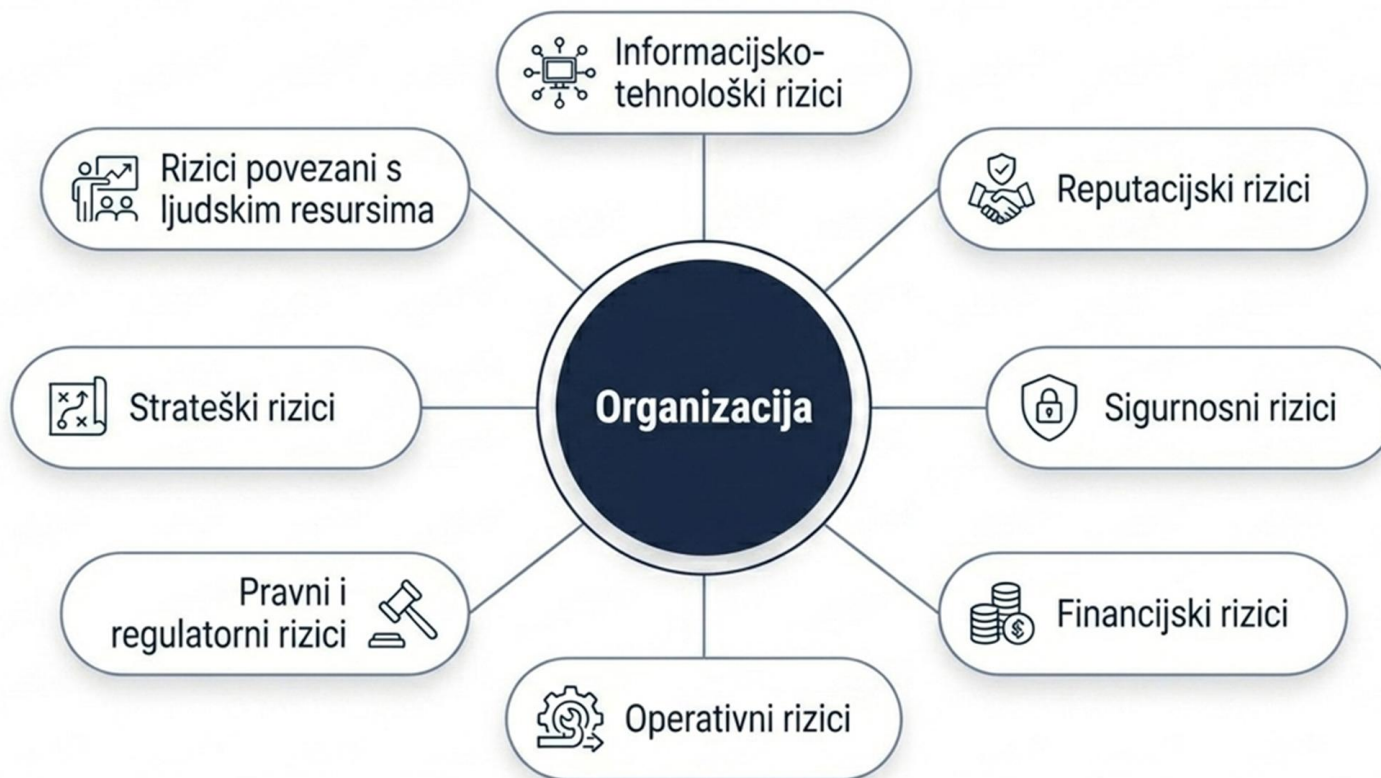 Informacijsko-
tehnološki rizici
Rizici povezani s
ljudskim resursima
Reputacijski rizici
Strateški rizici
Organizacija
Sigurnosni rizici
Pravni i
regulatorni rizici
Financijski rizici
Operativni rizici